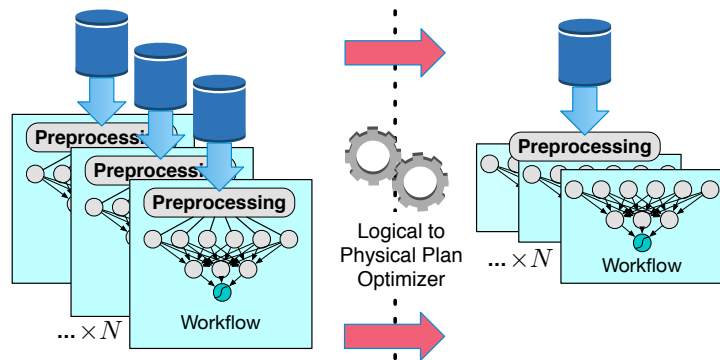 Preprocessing
Preprocessing
Preprocessing
Workflow
... × N
Logical to
Physical Plan
Optimizer
Preprocessing
Workflow
... × N